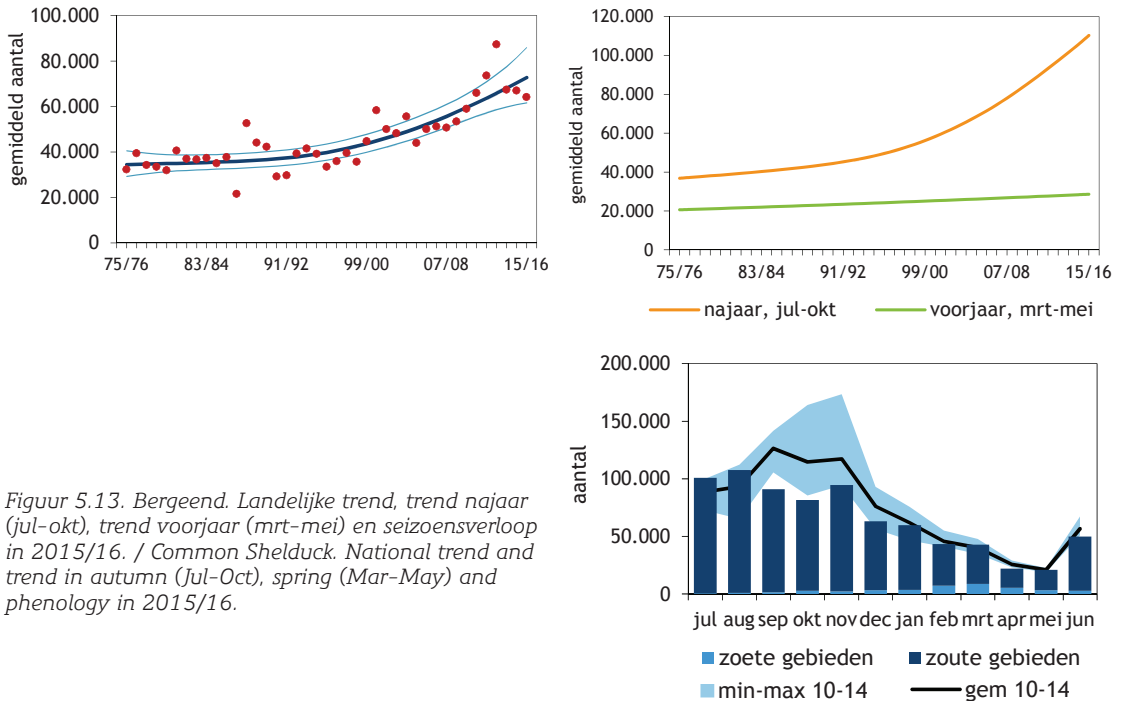 gemiddeld aantal
100.000
80.000
60.000
40.000
20.000
0
75/76 83/84 91/92 99/00 07/08 15/16
gemiddeld aantal
120.000
100.000
80.000
60.000
40.000
20.000
0
75/76 83/84 91/92 99/00 07/08 15/16
najaar, jul-okt voorjaar, mrt-mei
Figuur 5.13. Bergeend. Landelijke trend, trend najaar
(jul-okt), trend voorjaar (mrt-mei) en seizoensverloop
in 2015/16. / Common Shelduck. National trend and
trend in autumn (Jul-Oct), spring (Mar-May) and
phenology in 2015/16.
aantal
200.000
150.000
100.000
50.000
0
jul aug sep okt nov dec jan feb mrt apr mei jun
zoete gebieden zoute gebieden
min-max 10-14 gem 10-14